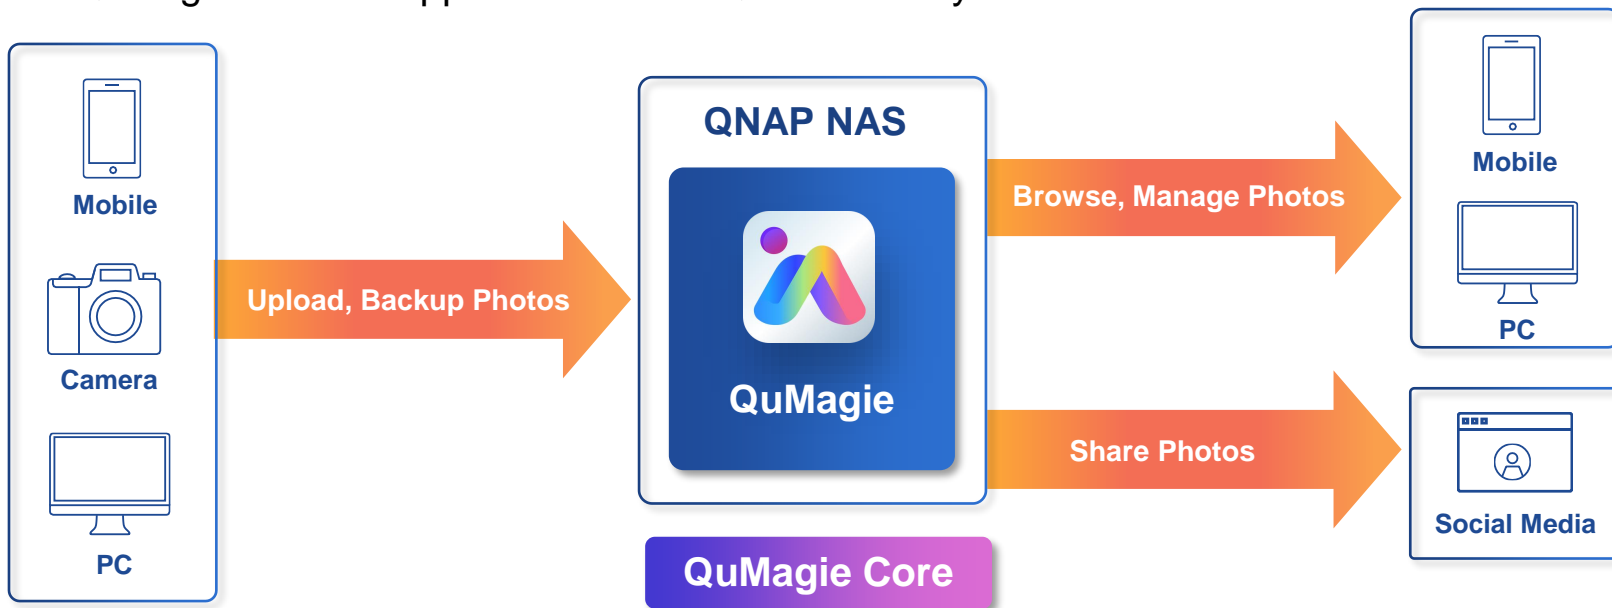 Mobile
Camera
PC
Upload, Backup Photos
QNAP NAS
QuMagie
QuMagie Core
Browse, Manage Photos
Share Photos
Mobile
PC
Social Media